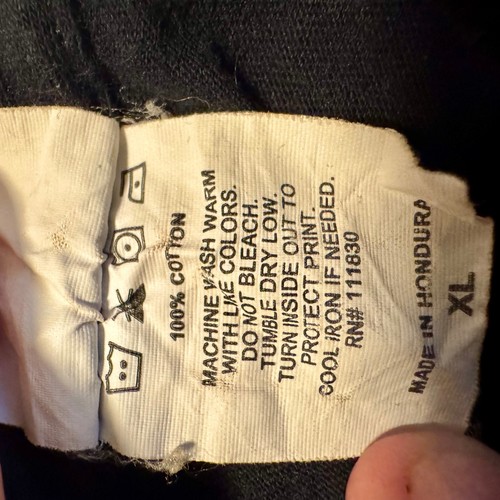 100% COTTON
MACHINE WASH WARM
WITH LIKE COLORS.
DO NOT BLEACH.
TUMBLE DRY LOW.
TURN INSIDE OUT TO
PROTECT PRINT.
COOL IRON IF NEEDED.
RN# 111830
MADE IN HONDURA
XL